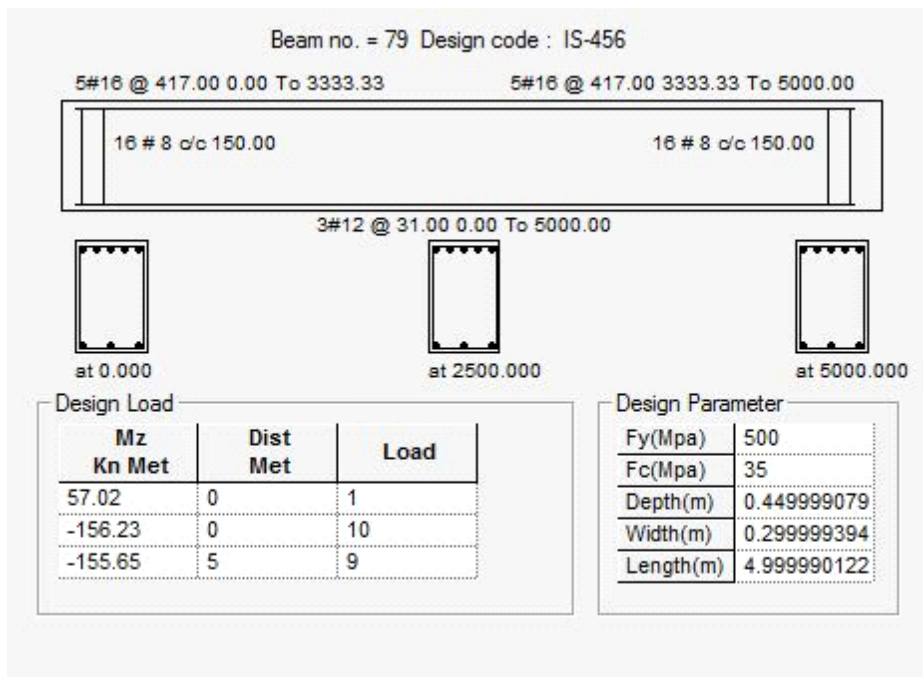 Beam no. = 79 Design code : IS-456
5#16 @ 417.00 0.00 To 3333.33 5#16 @ 417.00 3333.33 To 5000.00
16 # 8 c/c 150.00 16 # 8 c/c 150.00
3#12 @ 31.00 0.00 To 5000.00
at 0.000 at 2500.000 at 5000.000
Design Load Design Parameter
Mz Dist Load
Kn Met Met
57.02 0 1
-156.23 0 10
-155.65 5 9
Fy(Mpa) 500
Fc(Mpa) 35
Depth(m) 0.449999079
Width(m) 0.299999394
Length(m) 4.999990122